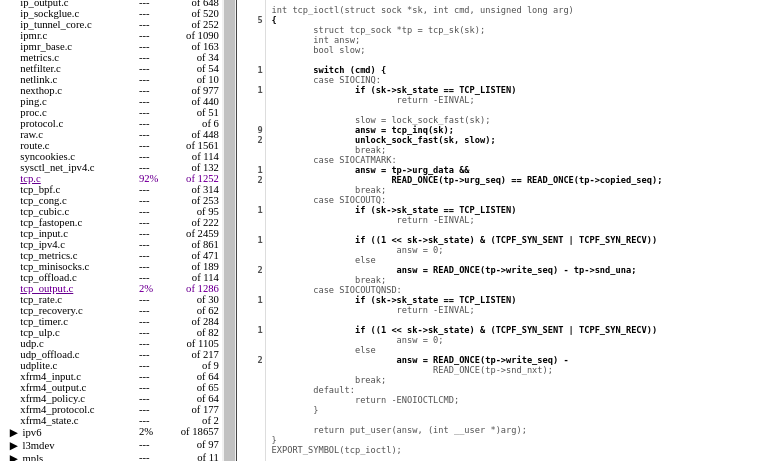 ip_output.c --- of 648
ip_sockglue.c --- of 520
ip_tunnel_core.c --- of 252
ipmr.c --- of 1090
ipmr_base.c --- of 163
metrics.c --- of 34
netfilter.c --- of 54
netlink.c --- of 10
nexthop.c --- of 977
ping.c --- of 440
proc.c --- of 51
protocol.c --- of 6
raw.c --- of 448
route.c --- of 1561
syncookies.c --- of 114
sysctl_net_ipv4.c --- of 132
tcp.c 92% of 1252
tcp_bpf.c --- of 314
tcp_cong.c --- of 253
tcp_cubic.c --- of 95
tcp_fastopen.c --- of 222
tcp_input.c --- of 2459
tcp_ipv4.c --- of 861
tcp_metrics.c --- of 471
tcp_minisocks.c --- of 189
tcp_offload.c --- of 114
tcp_output.c 2% of 1286
tcp_rate.c --- of 30
tcp_recovery.c --- of 62
tcp_timer.c --- of 284
tcp_ulp.c --- of 82
udp.c --- of 1105
udp_offload.c --- of 217
udplite.c --- of 9
xfrm4_input.c --- of 64
xfrm4_output.c --- of 65
xfrm4_policy.c --- of 64
xfrm4_protocol.c --- of 177
xfrm4_state.c --- of 2
▶ ipv6 2% of 18657
▶ l3mdev --- of 97
▶ mpls --- of 11
int tcp_ioctl(struct sock *sk, int cmd, unsigned long arg)
5 {
struct tcp_sock *tp = tcp_sk(sk);
int answ;
bool slow;
1 switch (cmd) {
case SIOCINQ:
1 if (sk->sk_state == TCP_LISTEN)
return -EINVAL;
slow = lock_sock_fast(sk);
9 answ = tcp_inq(sk);
2 unlock_sock_fast(sk, slow);
break;
case SIOCATMARK:
1 answ = tp->urg_data &&
2 READ_ONCE(tp->urg_seq) == READ_ONCE(tp->copied_seq);
break;
case SIOCOUTQ:
1 if (sk->sk_state == TCP_LISTEN)
return -EINVAL;
1 if ((1 << sk->sk_state) & (TCPF_SYN_SENT | TCPF_SYN_RECV))
answ = 0;
else
2 answ = READ_ONCE(tp->write_seq) - tp->snd_una;
break;
case SIOCOUTQNSD:
1 if (sk->sk_state == TCP_LISTEN)
return -EINVAL;
1 if ((1 << sk->sk_state) & (TCPF_SYN_SENT | TCPF_SYN_RECV))
answ = 0;
else
2 answ = READ_ONCE(tp->write_seq) -
READ_ONCE(tp->snd_nxt);
break;
default:
return -ENOIOCTLCMD;
}
return put_user(answ, (int __user *)arg);
}
EXPORT_SYMBOL(tcp_ioctl);